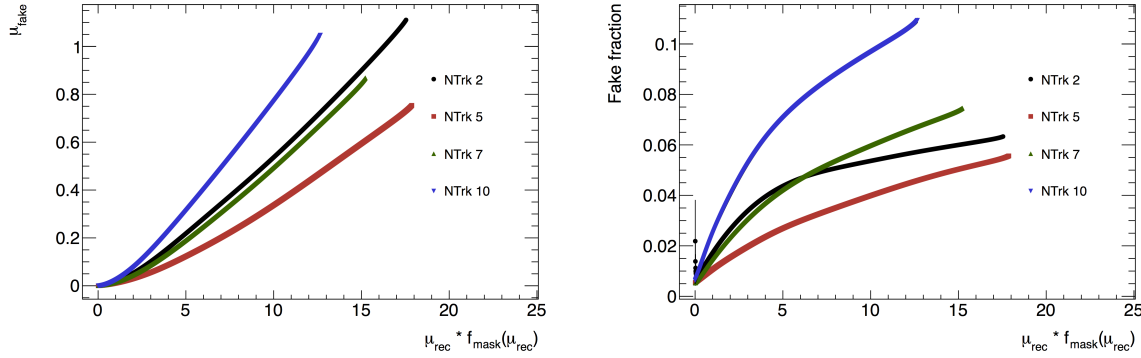 μfake
1
0.8
0.6
0.4
0.2
0
0 5 10 15 20 25
μrec * fmask(μrec)
NTrk 2
NTrk 5
NTrk 7
NTrk 10
Fake fraction
0.1
0.08
0.06
0.04
0.02
0
0 5 10 15 20 25
μrec * fmask(μrec)
NTrk 2
NTrk 5
NTrk 7
NTrk 10